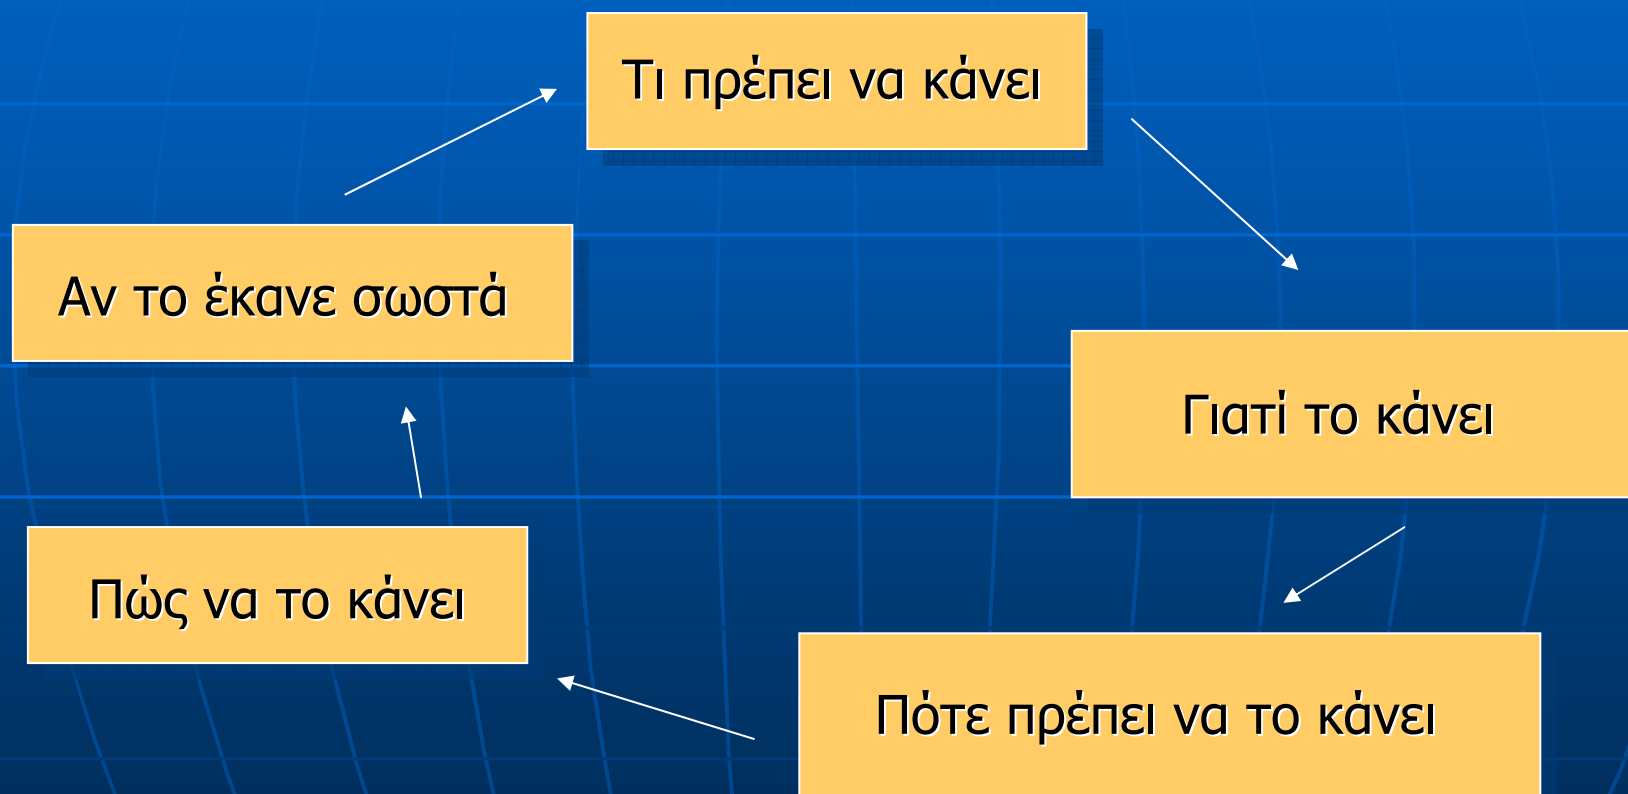 Τι πρέπει να κάνει
Γιατί το κάνει
Πότε πρέπει να το κάνει
Πώς να το κάνει
Αν το έκανε σωστά